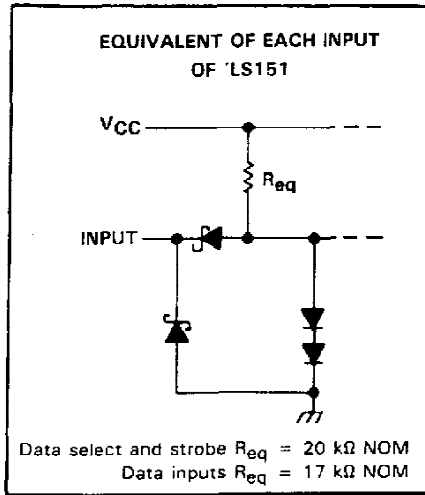 EQUIVALENT OF EACH INPUT
OF 'LS151
VCC
Req
INPUT
Data select and strobe Req = 20 kΩ NOM
Data inputs Req = 17 kΩ NOM